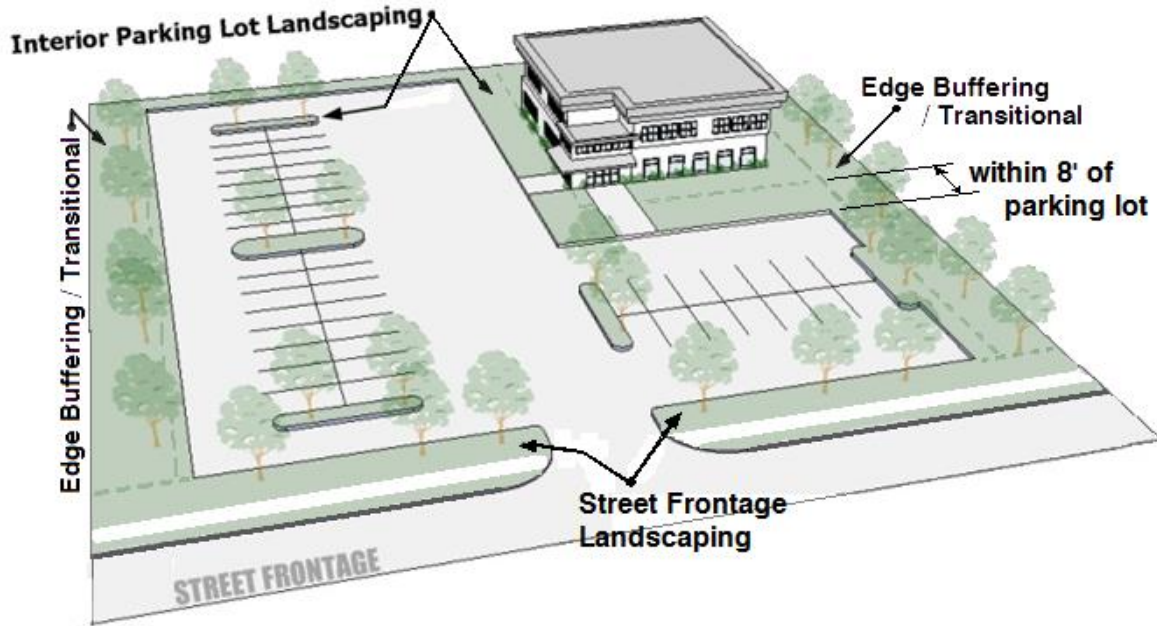 Interior Parking Lot Landscaping
Edge Buffering
/ Transitional
within 8' of
parking lot
Edge Buffering / Transitional
Street Frontage
Landscaping
STREET FRONTAGE